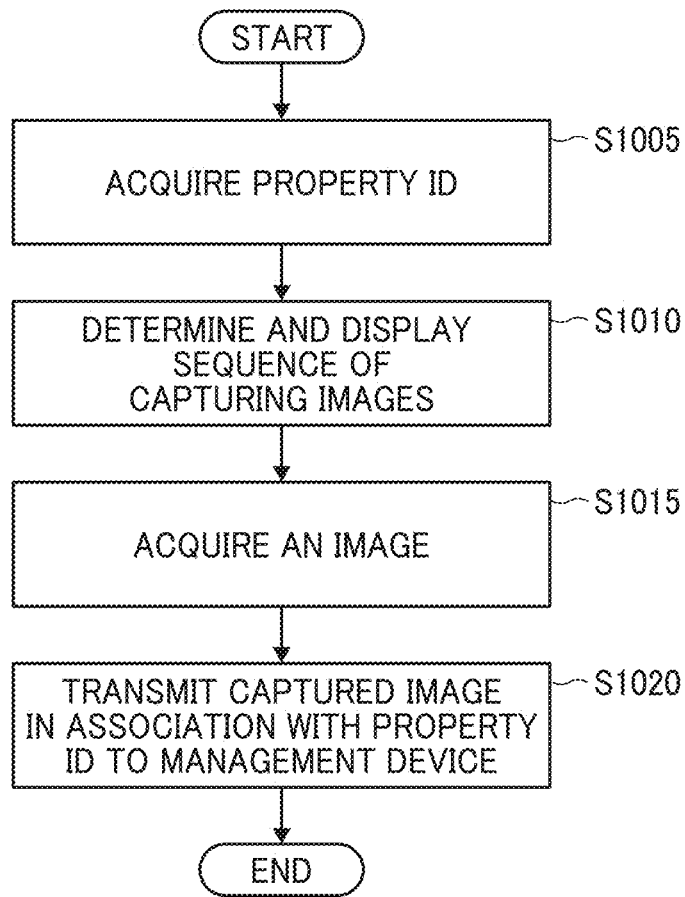 START
ACQUIRE PROPERTY ID
S1005
DETERMINE AND DISPLAY
SEQUENCE OF
CAPTURING IMAGES
S1010
ACQUIRE AN IMAGE
S1015
TRANSMIT CAPTURED IMAGE
IN ASSOCIATION WITH PROPERTY
ID TO MANAGEMENT DEVICE
S1020
END